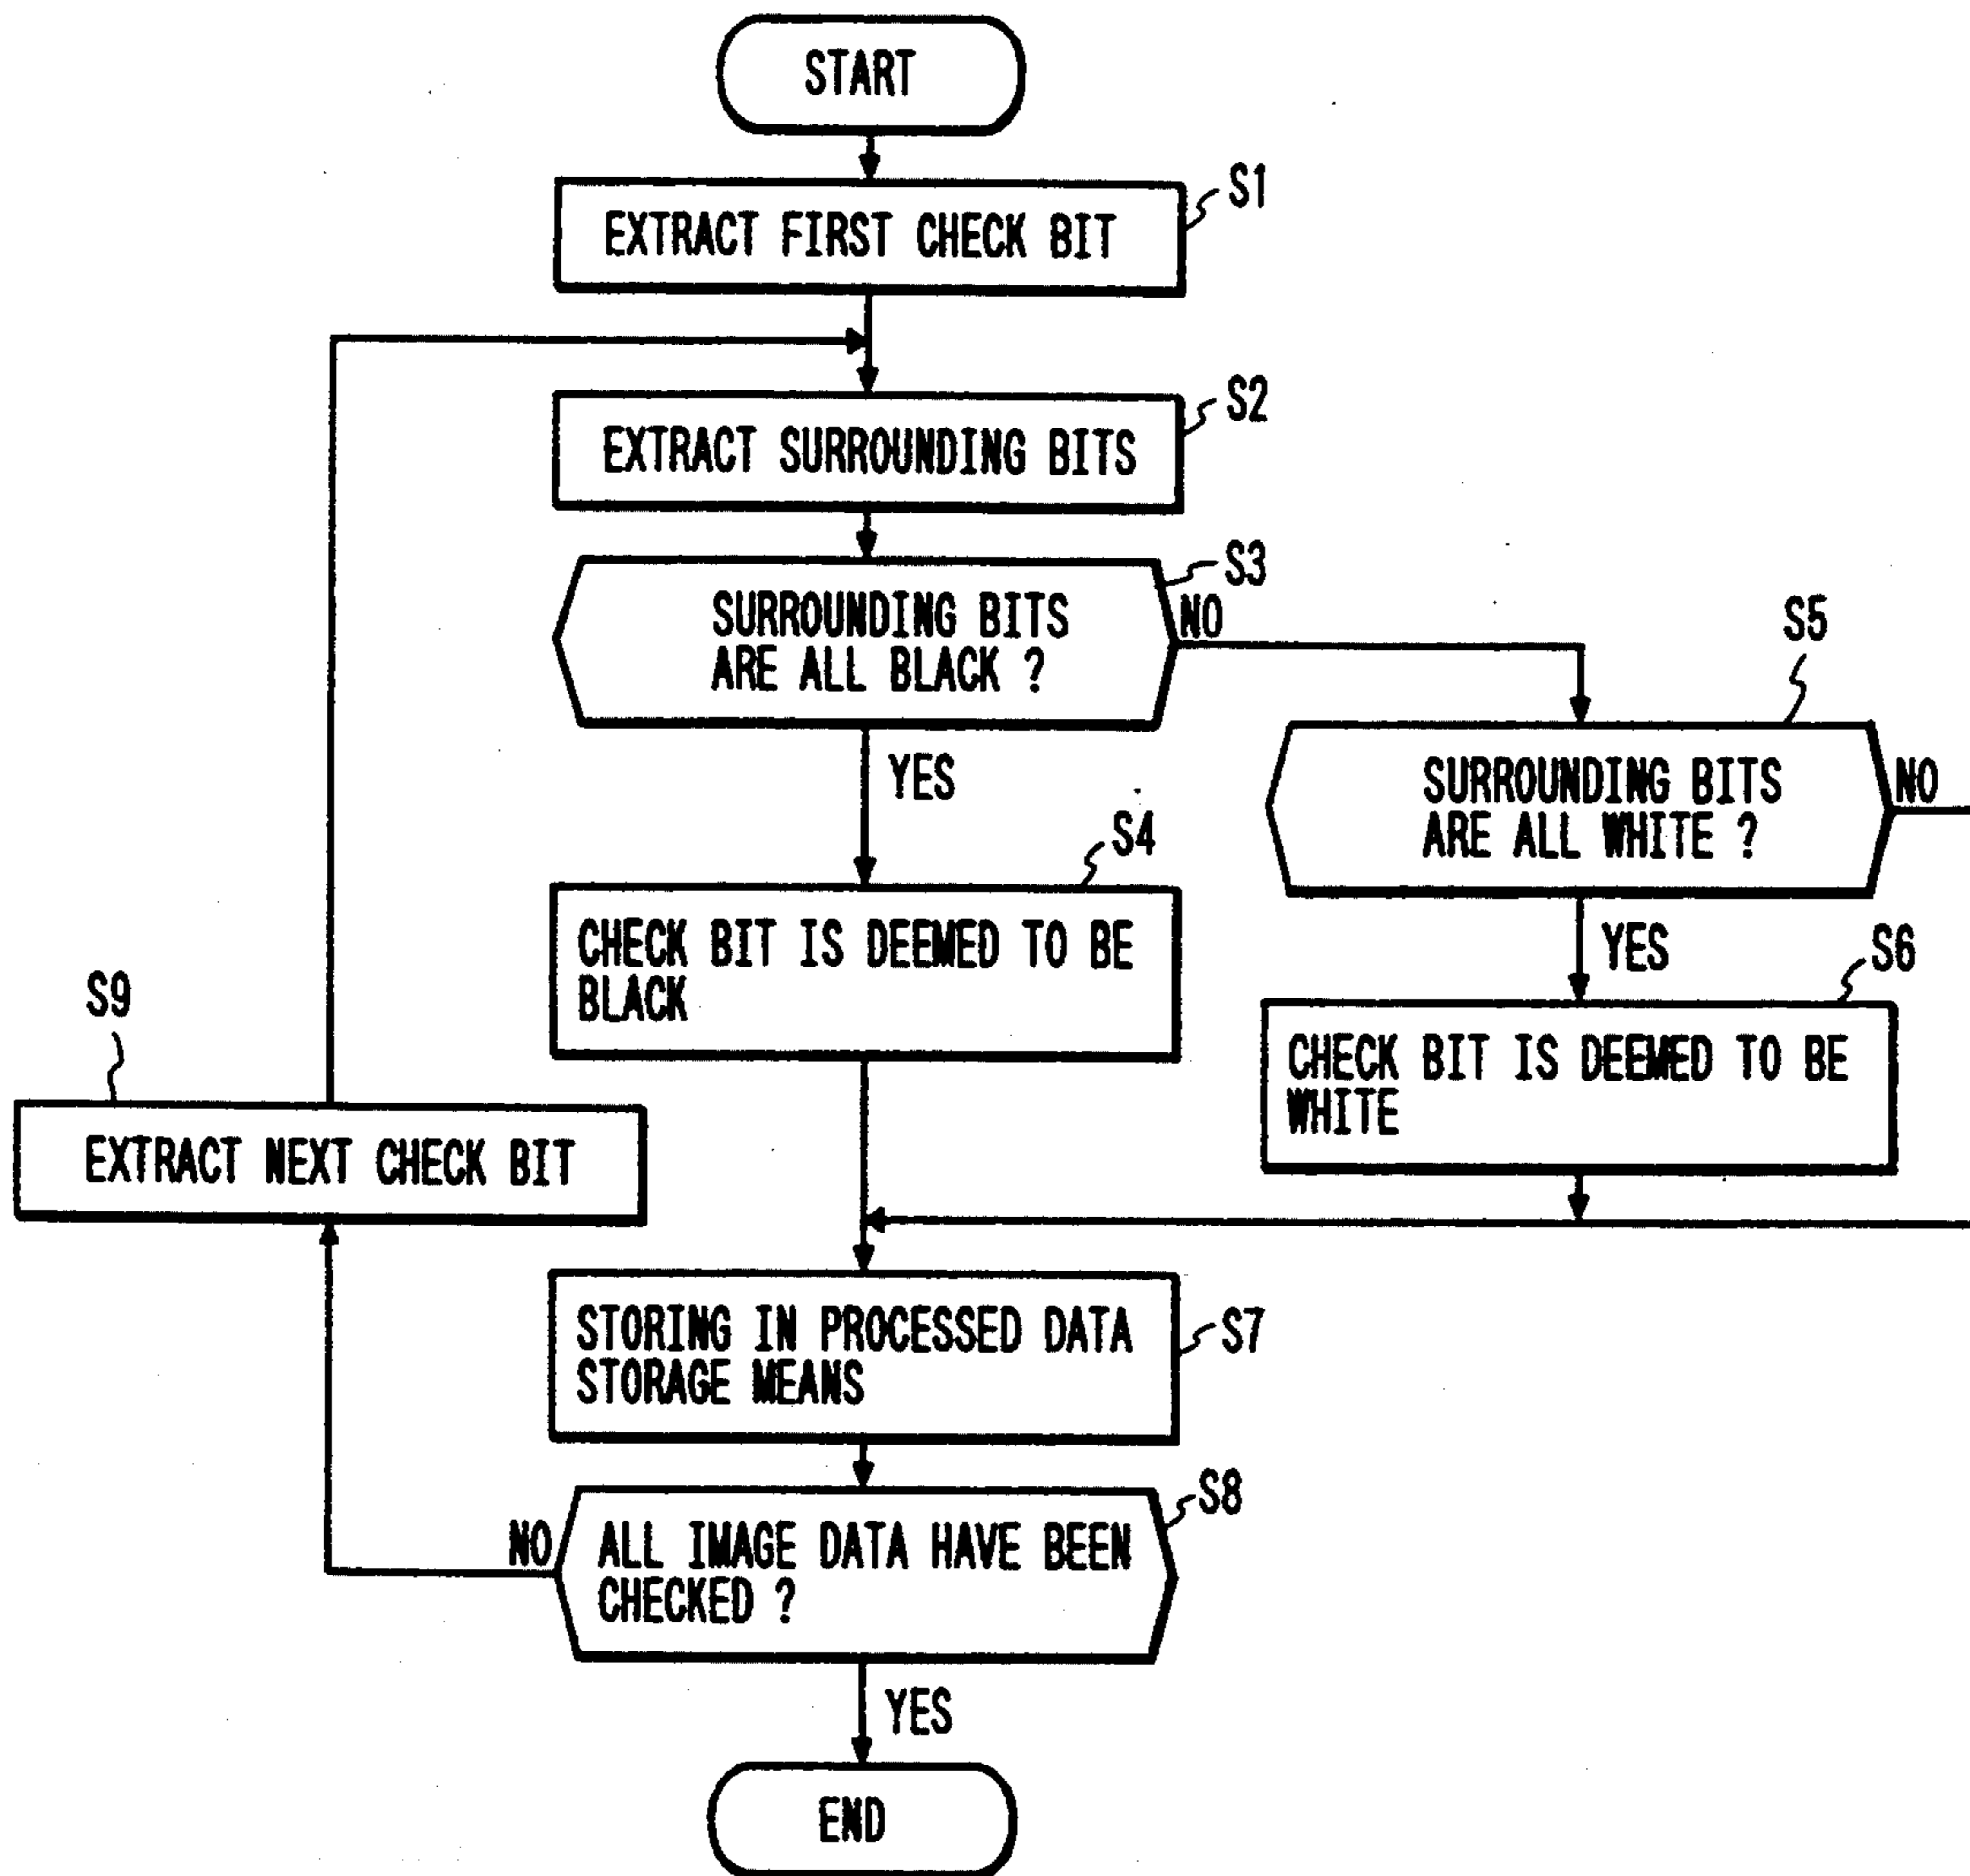 START
S1
EXTRACT FIRST CHECK BIT
S2
EXTRACT SURROUNDING BITS
S3
SURROUNDING BITS
ARE ALL BLACK ?
NO
S5
YES
SURROUNDING BITS
ARE ALL WHITE ?
NO
S4
CHECK BIT IS DEEMED TO BE
BLACK
YES
S6
CHECK BIT IS DEEMED TO BE
WHITE
S9
EXTRACT NEXT CHECK BIT
STORING IN PROCESSED DATA
STORAGE MEANS
S7
S8
NO
ALL IMAGE DATA HAVE BEEN
CHECKED ?
YES
END